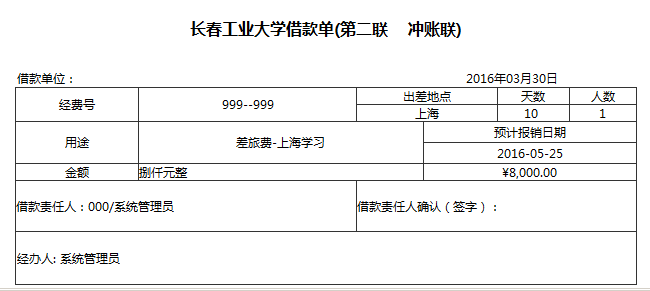 长春工业大学借款单(第二联 冲账联)
借款单位： 2016年03月30日
经费号 999--999 出差地点 天数 人数
上海 10 1
用途 差旅费-上海学习 预计报销日期
2016-05-25
金额 捌仟元整 ¥8,000.00
借款责任人：000/系统管理员 借款责任人确认（签字）：
经办人: 系统管理员